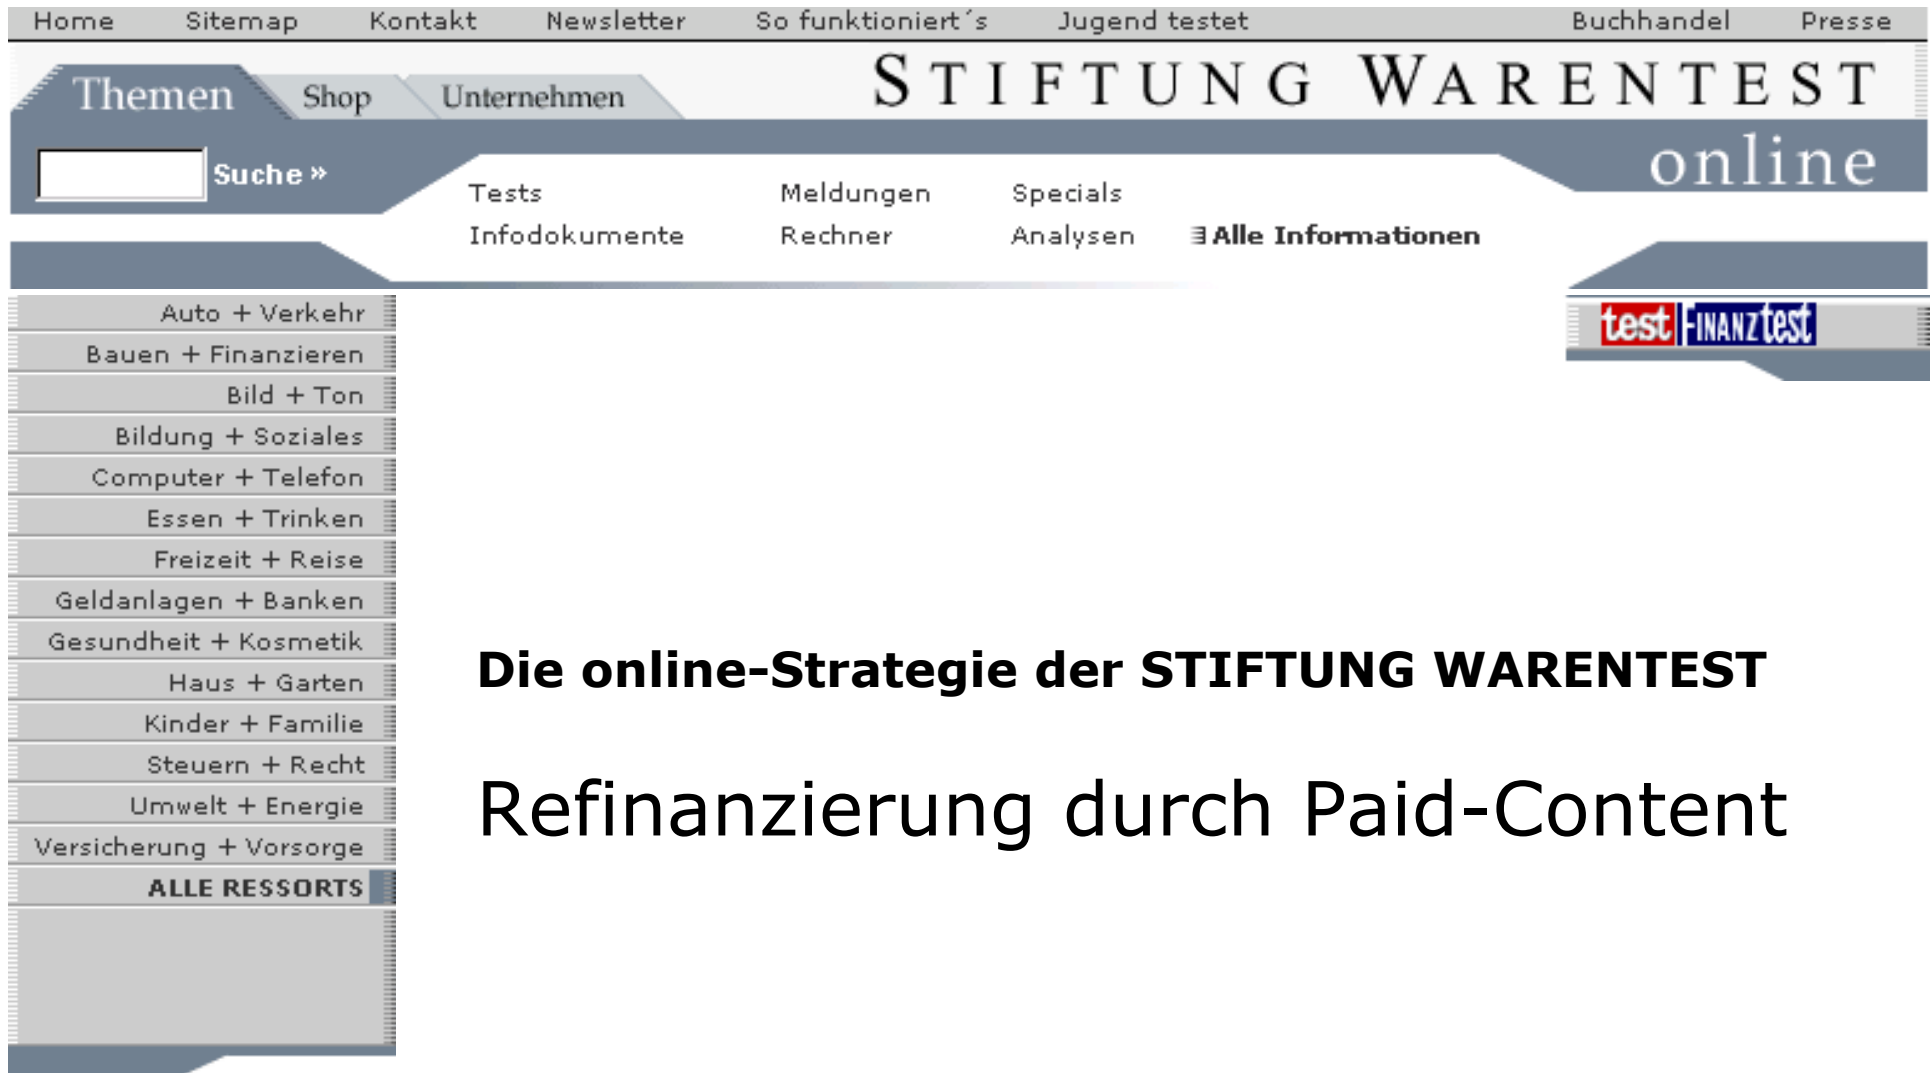 Home Sitemap Kontakt Newsletter So funktioniert´s Jugend testet Buchhandel Presse
Themen Shop Unternehmen STIFTUNG WARENTEST
online
Suche »
Tests Meldungen Specials
Infodokumente Rechner Analysen Alle Informationen
Auto + Verkehr
Bauen + Finanzieren
Bild + Ton
Bildung + Soziales
Computer + Telefon
Essen + Trinken
Freizeit + Reise
Geldanlagen + Banken
Gesundheit + Kosmetik
Haus + Garten
Kinder + Familie
Steuern + Recht
Umwelt + Energie
Versicherung + Vorsorge
ALLE RESSORTS
test FINANZtest
Die online-Strategie der STIFTUNG WARENTEST
Refinanzierung durch Paid-Content